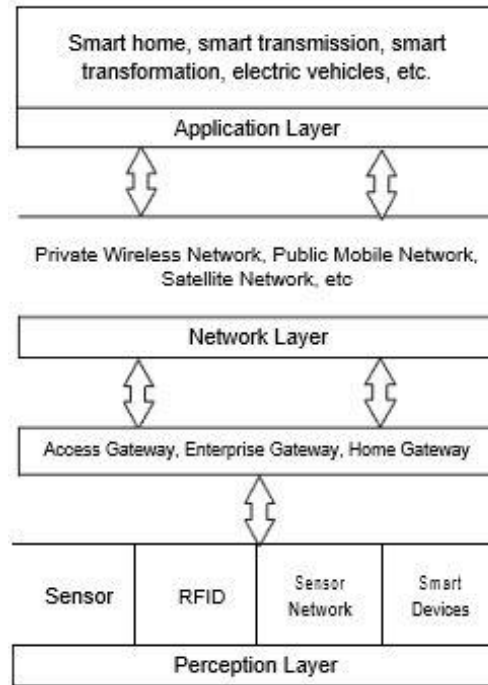 Smart home, smart transmission, smart
transformation, electric vehicles, etc.
Application Layer
Private Wireless Network, Public Mobile Network,
Satellite Network, etc
Network Layer
Access Gateway, Enterprise Gateway, Home Gateway
Sensor
RFID
Sensor
Network
Smart
Devices
Perception Layer